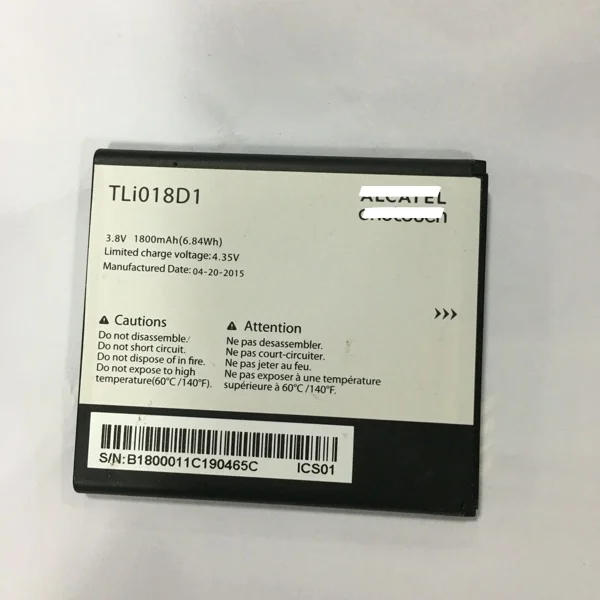 TLi018D1
ALCATEL
onetouch
3.8V 1800mAh(6.84Wh)
Limited charge voltage:4.35V
Manufactured Date: 04-20-2015
Cautions
Do not disassemble.
Do not short circuit.
Do not dispose of in fire.
Do not expose to high
temperature(60°C /140°F).
Attention
Ne pas desassembler.
Ne pas court-circuiter.
Ne pas jeter au feu.
Ne pas exposer à une température
supérieure à 60°C /140°F.
S/N:B1800011C190465C
ICS01